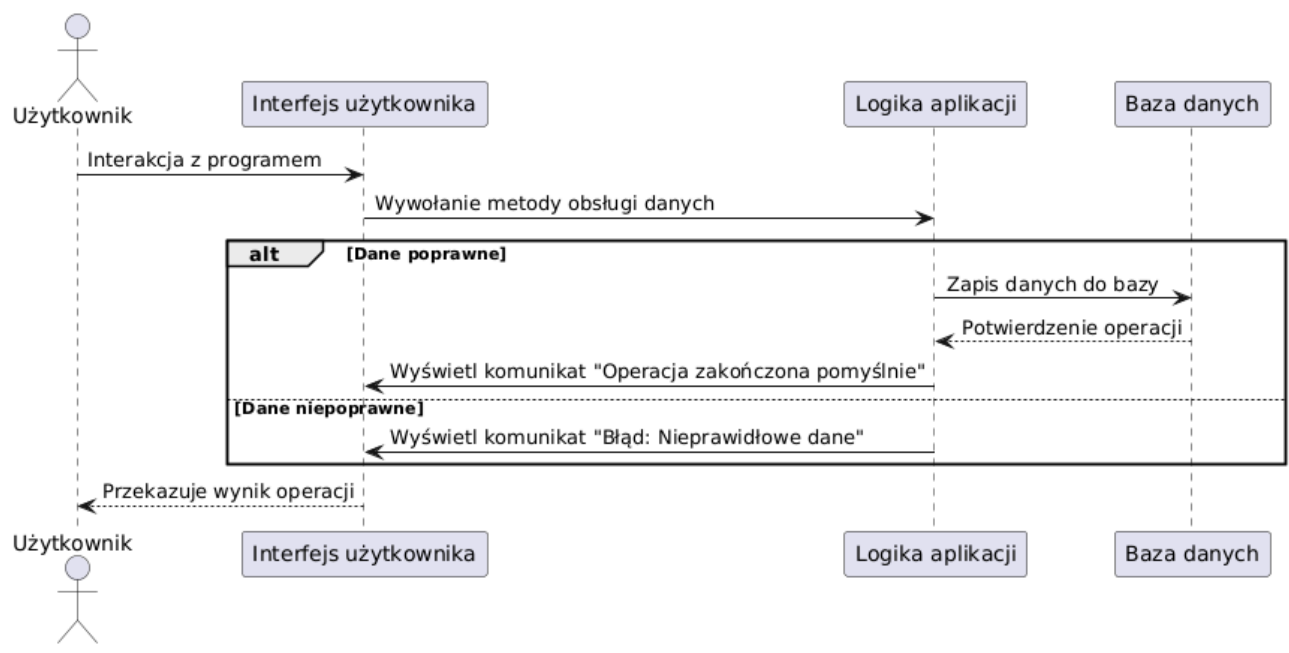 Użytkownik
Interfejs użytkownika
Logika aplikacji
Baza danych
Interakcja z programem
Wywołanie metody obsługi danych
alt [Dane poprawne]
Zapis danych do bazy
Potwierdzenie operacji
Wyświetl komunikat "Operacja zakończona pomyślnie"
[Dane niepoprawne]
Wyświetl komunikat "Błąd: Nieprawidłowe dane"
Przekazuje wynik operacji
Użytkownik
Interfejs użytkownika
Logika aplikacji
Baza danych